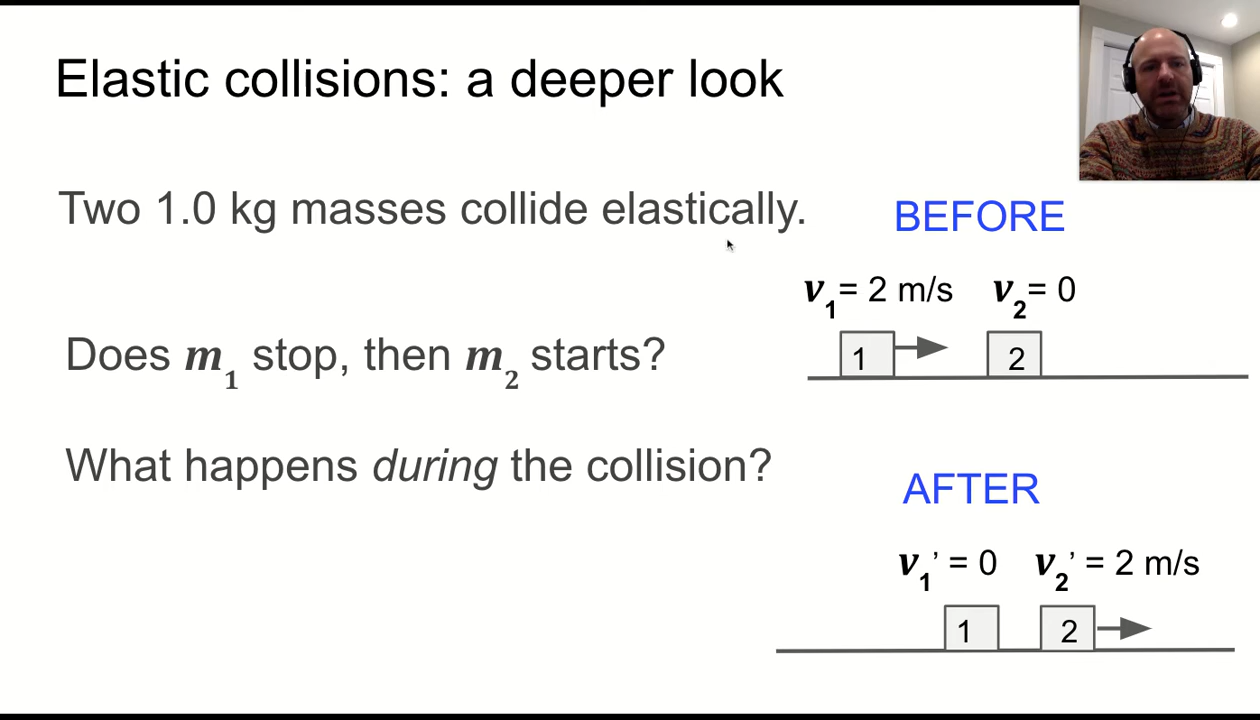 Elastic collisions: a deeper look
Two 1.0 kg masses collide elastically.
Does m₁ stop, then m₂ starts?
What happens during the collision?
BEFORE
v₁= 2 m/s v₂= 0
1 2
AFTER
v₁’ = 0 v₂’ = 2 m/s
1 2